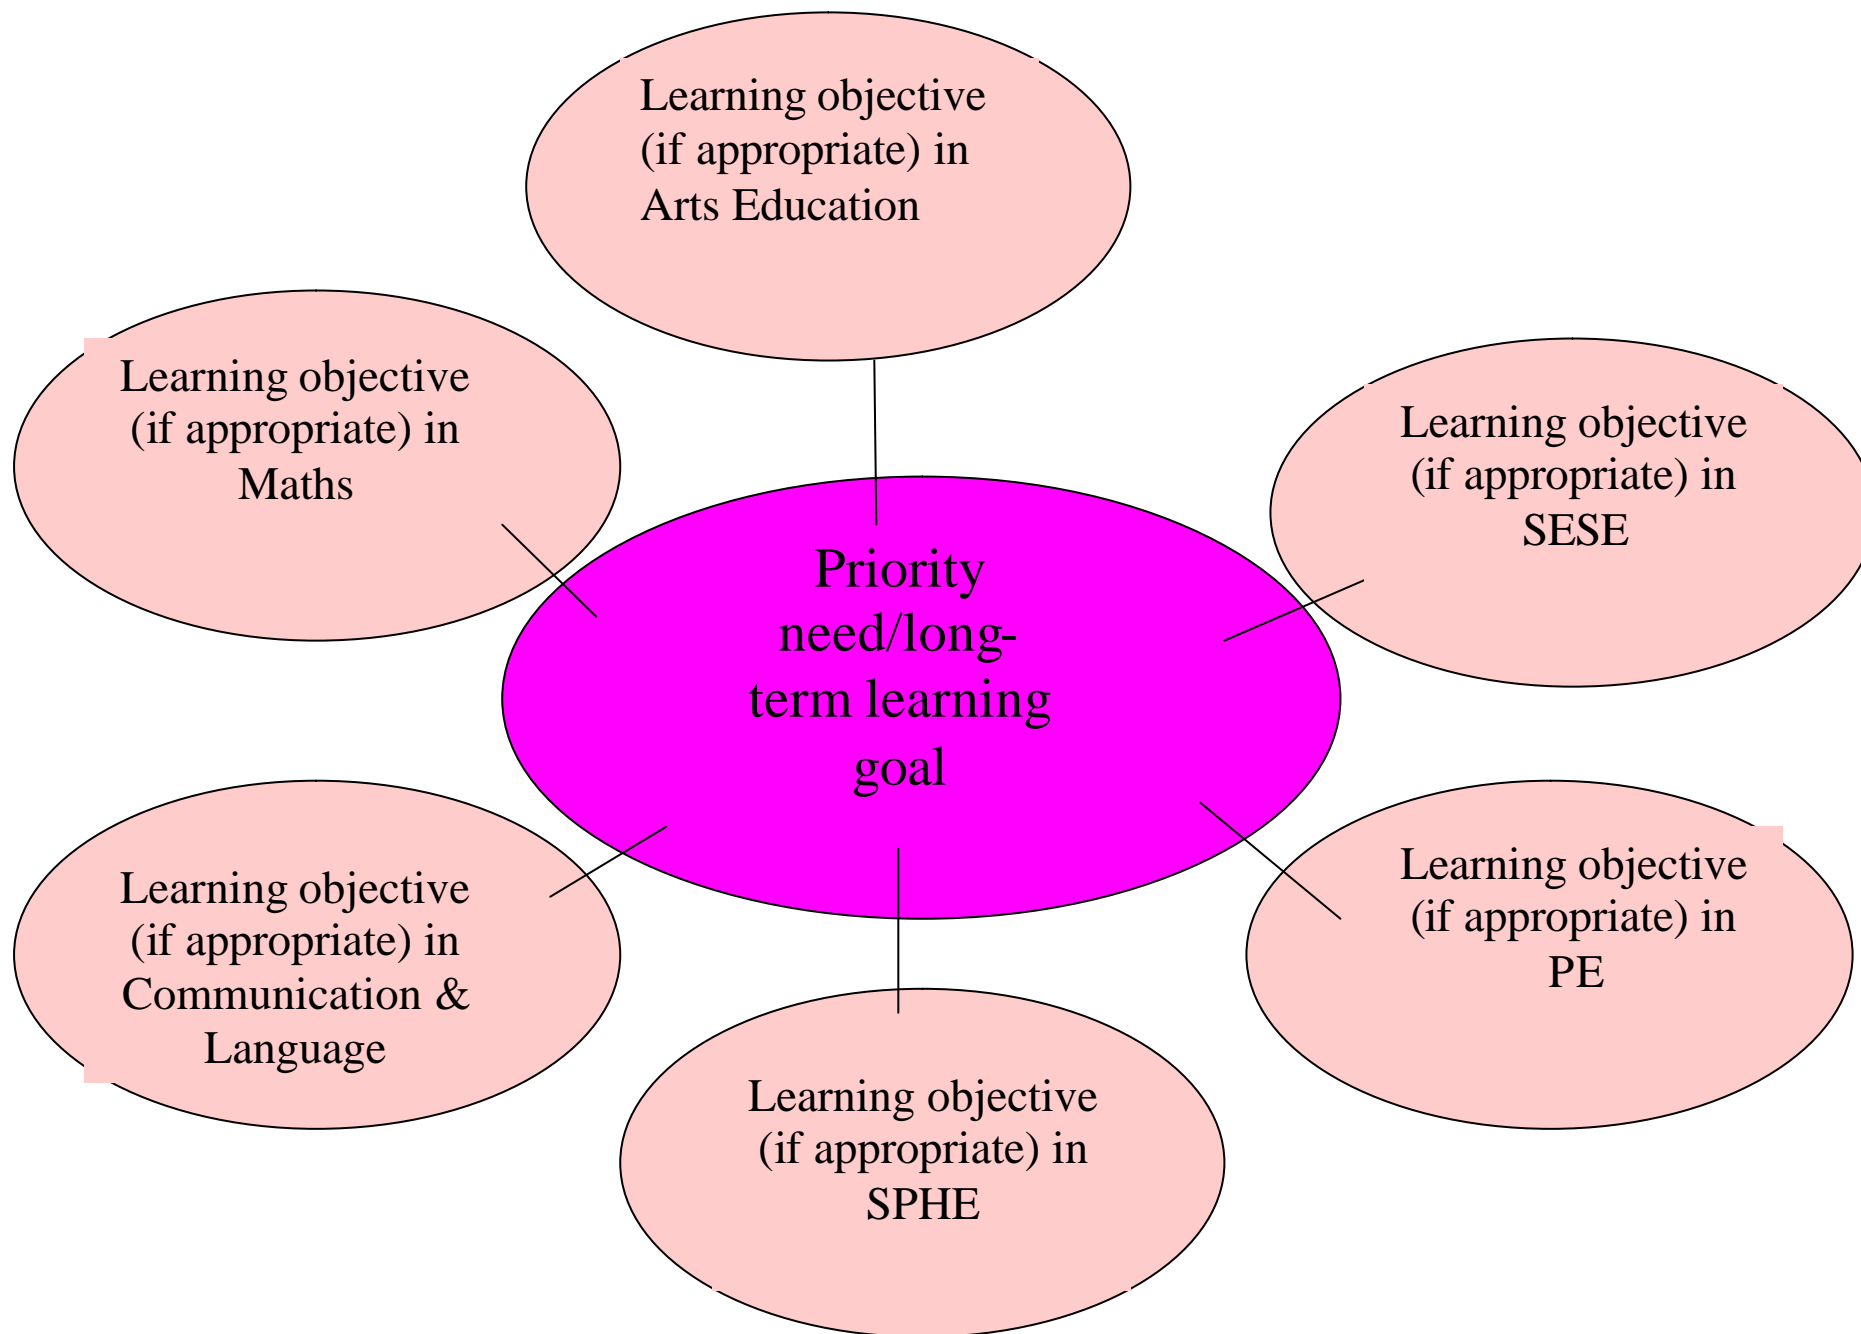 Learning objective
(if appropriate) in
Arts Education
Learning objective
(if appropriate) in
Maths
Learning objective
(if appropriate) in
SESE
Priority
need/long-
term learning
goal
Learning objective
(if appropriate) in
Communication &
Language
Learning objective
(if appropriate) in
PE
Learning objective
(if appropriate) in
SPHE